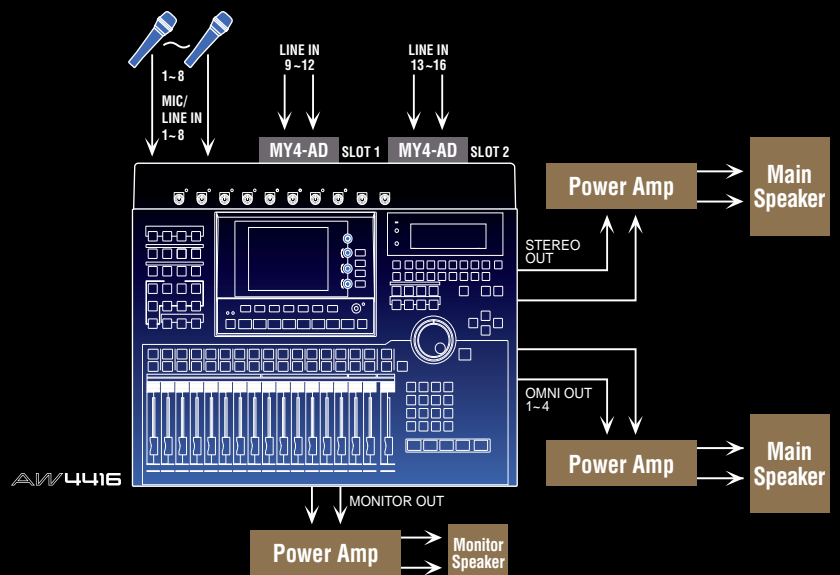 1~8
MIC/
LINE IN
1~8
LINE IN
9~12
LINE IN
13~16
MY4-AD
SLOT 1
MY4-AD
SLOT 2
Power Amp
Main
Speaker
STEREO
OUT
OMNI OUT
1~4
Power Amp
Main
Speaker
AW4416
MONITOR OUT
Power Amp
Monitor
Speaker